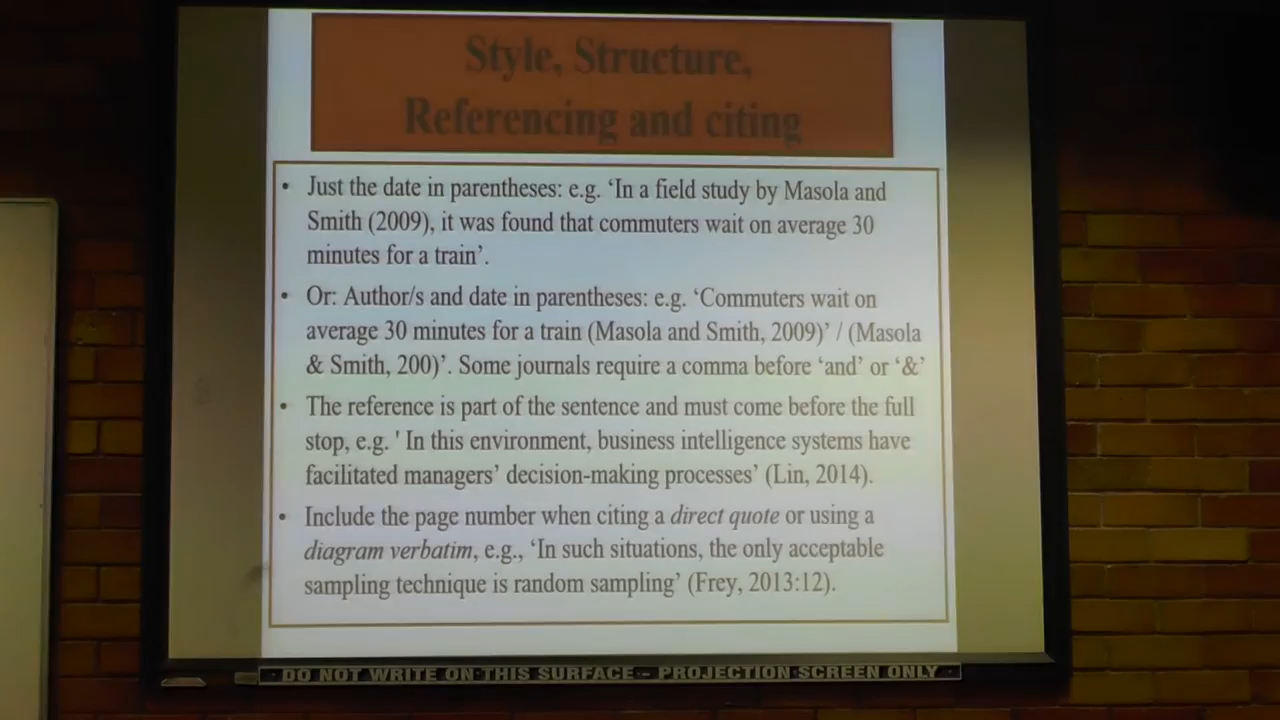 Style, Structure,
Referencing and citing
• Just the date in parentheses: e.g. ‘In a field study by Masola and
Smith (2009), it was found that commuters wait on average 30
minutes for a train’.
• Or: Author/s and date in parentheses: e.g. ‘Commuters wait on
average 30 minutes for a train (Masola and Smith, 2009)’ / (Masola
& Smith, 200)’. Some journals require a comma before ‘and’ or ‘&’
• The reference is part of the sentence and must come before the full
stop, e.g. ' In this environment, business intelligence systems have
facilitated managers’ decision-making processes’ (Lin, 2014).
• Include the page number when citing a direct quote or using a
diagram verbatim, e.g., ‘In such situations, the only acceptable
sampling technique is random sampling’ (Frey, 2013:12).
DO NOT WRITE ON THIS SURFACE - PROJECTION SCREEN ONLY